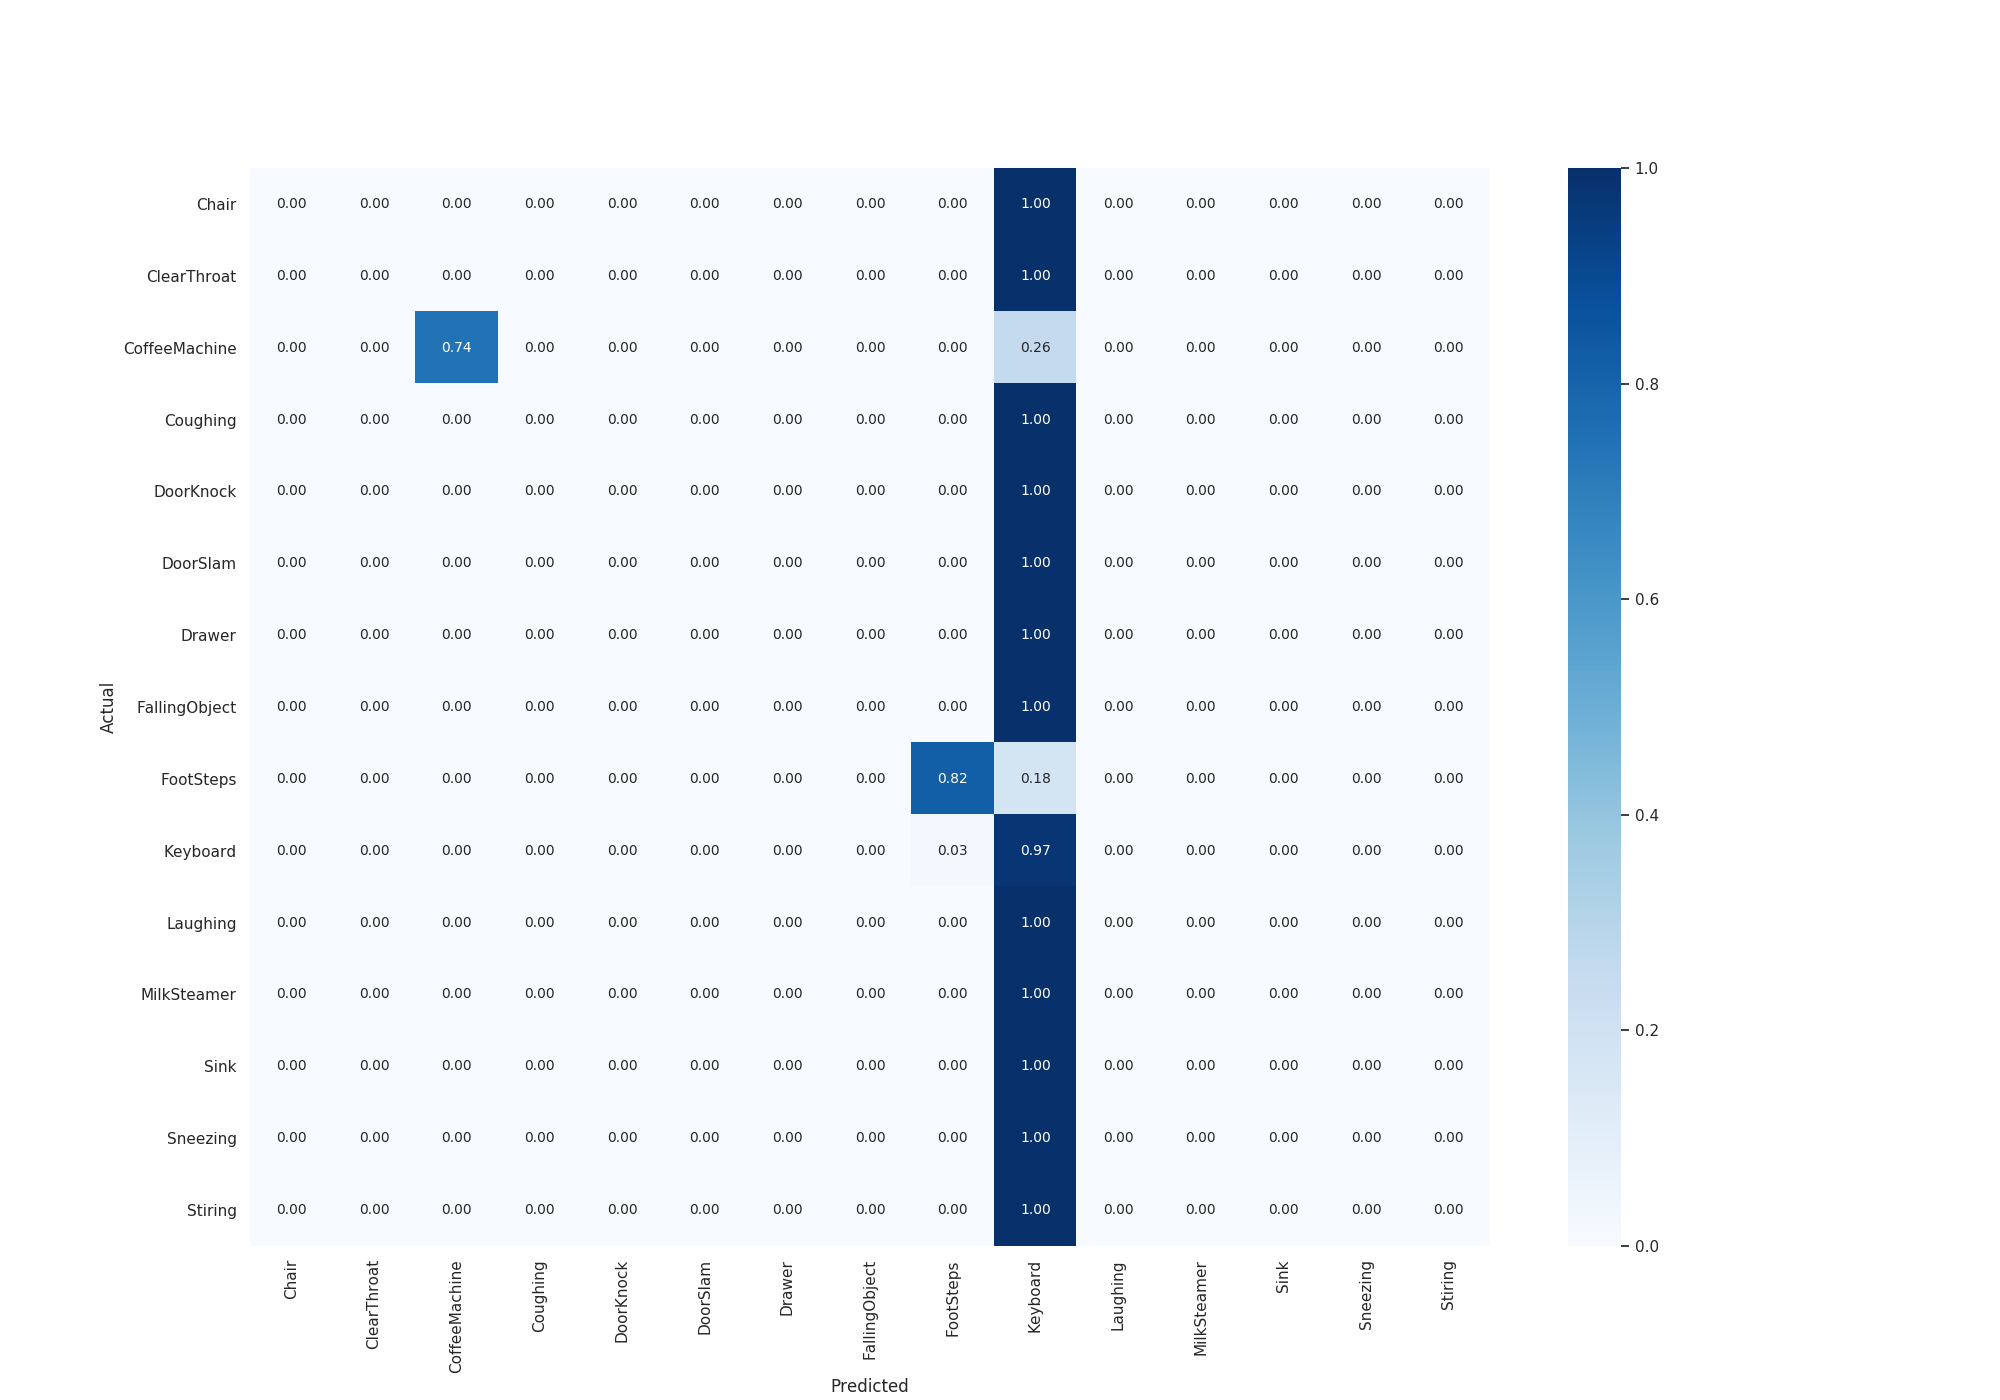 Chair 0.00 0.00 0.00 0.00 0.00 0.00 0.00 0.00 0.00 1.00 0.00 0.00 0.00 0.00 0.00
ClearThroat 0.00 0.00 0.00 0.00 0.00 0.00 0.00 0.00 0.00 1.00 0.00 0.00 0.00 0.00 0.00
CoffeeMachine 0.00 0.00 0.74 0.00 0.00 0.00 0.00 0.00 0.00 0.26 0.00 0.00 0.00 0.00 0.00
Coughing 0.00 0.00 0.00 0.00 0.00 0.00 0.00 0.00 0.00 1.00 0.00 0.00 0.00 0.00 0.00
DoorKnock 0.00 0.00 0.00 0.00 0.00 0.00 0.00 0.00 0.00 1.00 0.00 0.00 0.00 0.00 0.00
DoorSlam 0.00 0.00 0.00 0.00 0.00 0.00 0.00 0.00 0.00 1.00 0.00 0.00 0.00 0.00 0.00
Drawer 0.00 0.00 0.00 0.00 0.00 0.00 0.00 0.00 0.00 1.00 0.00 0.00 0.00 0.00 0.00
FallingObject 0.00 0.00 0.00 0.00 0.00 0.00 0.00 0.00 0.00 1.00 0.00 0.00 0.00 0.00 0.00
FootSteps 0.00 0.00 0.00 0.00 0.00 0.00 0.00 0.00 0.82 0.18 0.00 0.00 0.00 0.00 0.00
Keyboard 0.00 0.00 0.00 0.00 0.00 0.00 0.00 0.00 0.03 0.97 0.00 0.00 0.00 0.00 0.00
Laughing 0.00 0.00 0.00 0.00 0.00 0.00 0.00 0.00 0.00 1.00 0.00 0.00 0.00 0.00 0.00
MilkSteamer 0.00 0.00 0.00 0.00 0.00 0.00 0.00 0.00 0.00 1.00 0.00 0.00 0.00 0.00 0.00
Sink 0.00 0.00 0.00 0.00 0.00 0.00 0.00 0.00 0.00 1.00 0.00 0.00 0.00 0.00 0.00
Sneezing 0.00 0.00 0.00 0.00 0.00 0.00 0.00 0.00 0.00 1.00 0.00 0.00 0.00 0.00 0.00
Stiring 0.00 0.00 0.00 0.00 0.00 0.00 0.00 0.00 0.00 1.00 0.00 0.00 0.00 0.00 0.00
Actual
Chair ClearThroat CoffeeMachine Coughing DoorKnock DoorSlam Drawer FallingObject FootSteps Keyboard Laughing MilkSteamer Sink Sneezing Stiring
Predicted
1.0
0.8
0.6
0.4
0.2
0.0